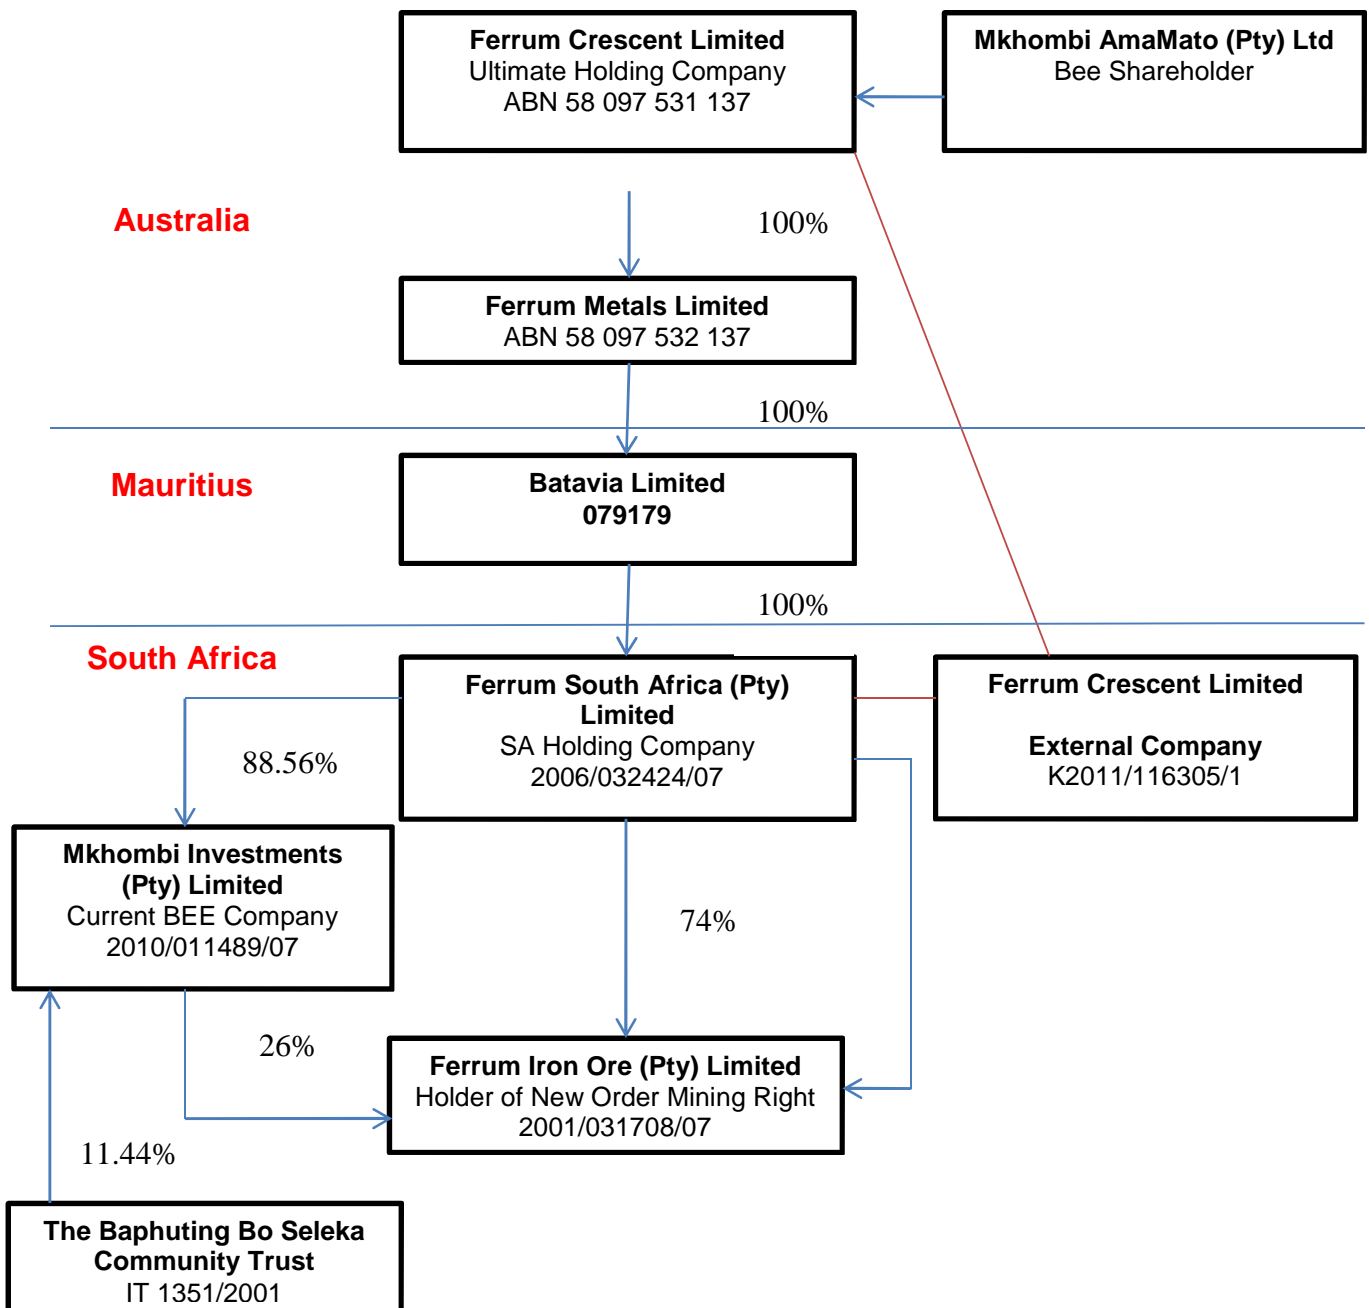 Ferrum Crescent Limited
Ultimate Holding Company
ABN 58 097 531 137
Mkhombi AmaMato (Pty) Ltd
Bee Shareholder
Australia
100%
Ferrum Metals Limited
ABN 58 097 532 137
100%
Mauritius
Batavia Limited
079179
100%
South Africa
Ferrum South Africa (Pty)
Limited
SA Holding Company
2006/032424/07
Ferrum Crescent Limited
External Company
K2011/116305/1
88.56%
Mkhombi Investments
(Pty) Limited
Current BEE Company
2010/011489/07
74%
26%
Ferrum Iron Ore (Pty) Limited
Holder of New Order Mining Right
2001/031708/07
11.44%
The Baphuting Bo Seleka
Community Trust
IT 1351/2001